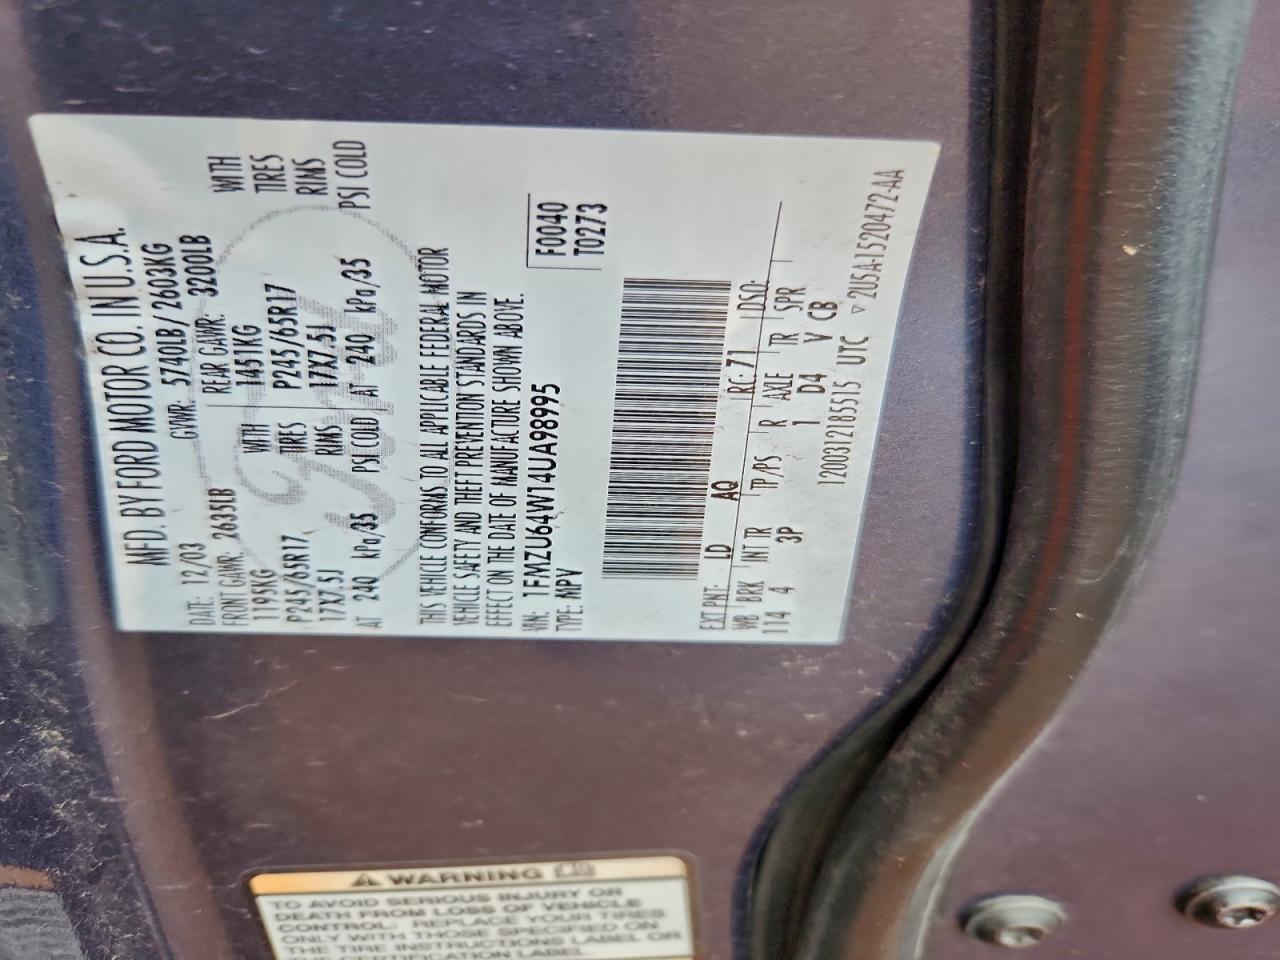 MFD. BY FORD MOTOR CO. IN U.S.A.
DATE: 12/03 GVWR: 5740LB/2603KG
FRONT GAWR: 2635LB REAR GAWR: 3200LB
1195KG WITH 1451KG WITH
P245/65R17 TIRES P245/65R17 TIRES
17X7.5J RIMS 17X7.5J RIMS
AT 240 kPa/35 PSI COLD AT 240 kPa/35 PSI COLD
THIS VEHICLE CONFORMS TO ALL APPLICABLE FEDERAL MOTOR
VEHICLE SAFETY AND THEFT PREVENTION STANDARDS IN
EFFECT ON THE DATE OF MANUFACTURE SHOWN ABOVE.
VIN: 1FMZU64W14UA98995 F0040
TYPE: MPV T0273
EXT PNT: LD AQ RC: 71 DSO:
WB BRK INT TR TP/PS R AXLE TR SPR
114 4 3P 1 D4 V CB
12003121855​15 UTC ▽ 2U5A-1520472-AA
⚠ WARNING
TO AVOID SERIOUS INJURY OR
DEATH FROM LOSS OF VEHICLE
CONTROL: REPLACE YOUR TIRES
ONLY WITH THOSE SPECIFIED ON
THE TIRE INSTRUCTIONS LABEL OR
THE CERTIFICATION LABEL.